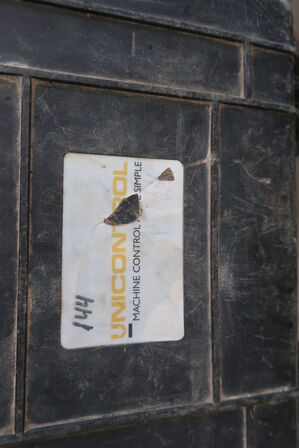 UNICONTROL
MACHINE CONTROL SIMPLE
144